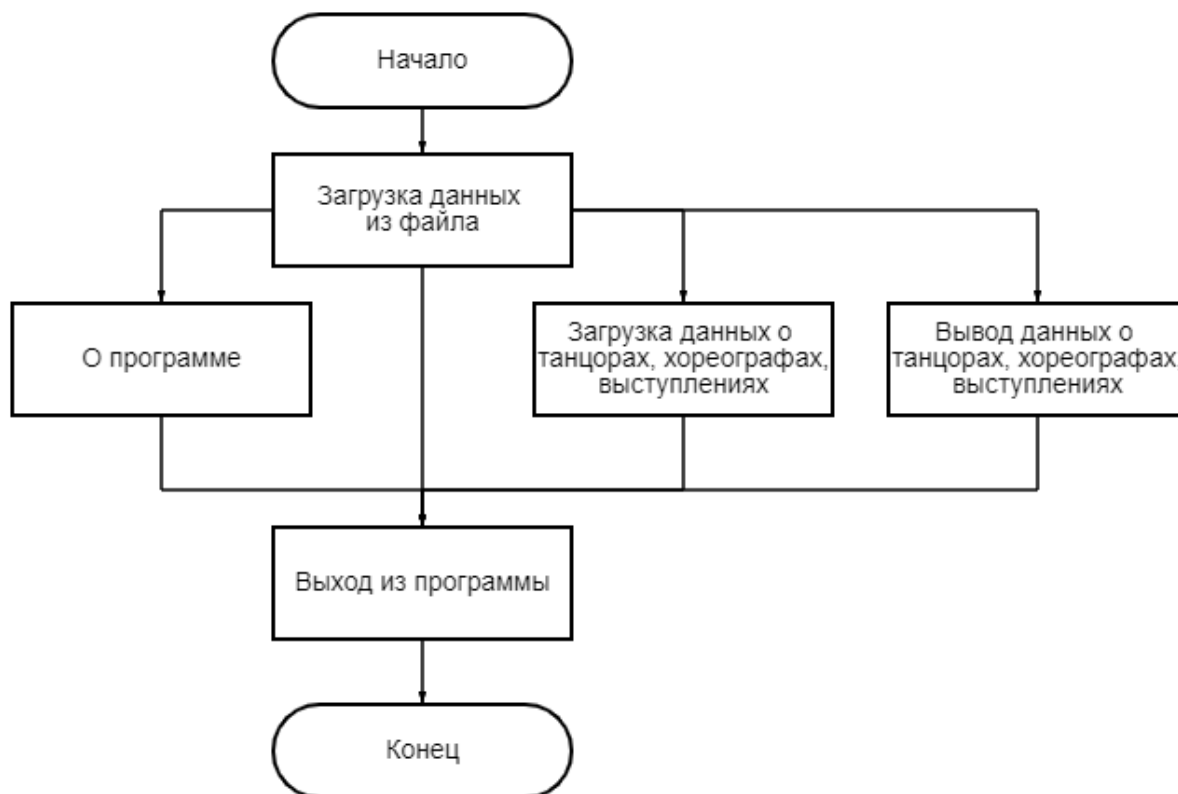 Начало
Загрузка данных
из файла
О программе
Загрузка данных о
танцорах, хореографах,
выступлениях
Вывод данных о
танцорах, хореографах,
выступлениях
Выход из программы
Конец